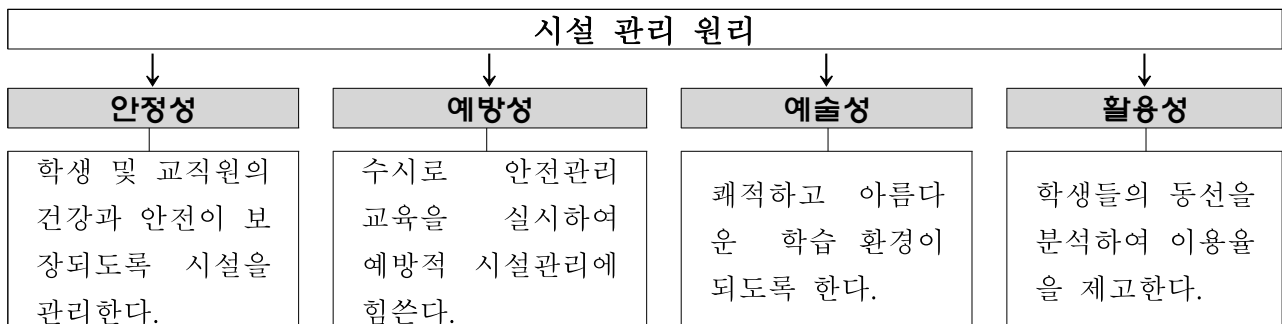 시설 관리 원리
안정성
학생 및 교직원의
건강과 안전이 보
장되도록 시설을
관리한다.
예방성
수시로 안전관리
교육을 실시하여
예방적 시설관리에
힘쓴다.
예술성
쾌적하고 아름다
운 학습 환경이
되도록 한다.
활용성
학생들의 동선을
분석하여 이용율
을 제고한다.